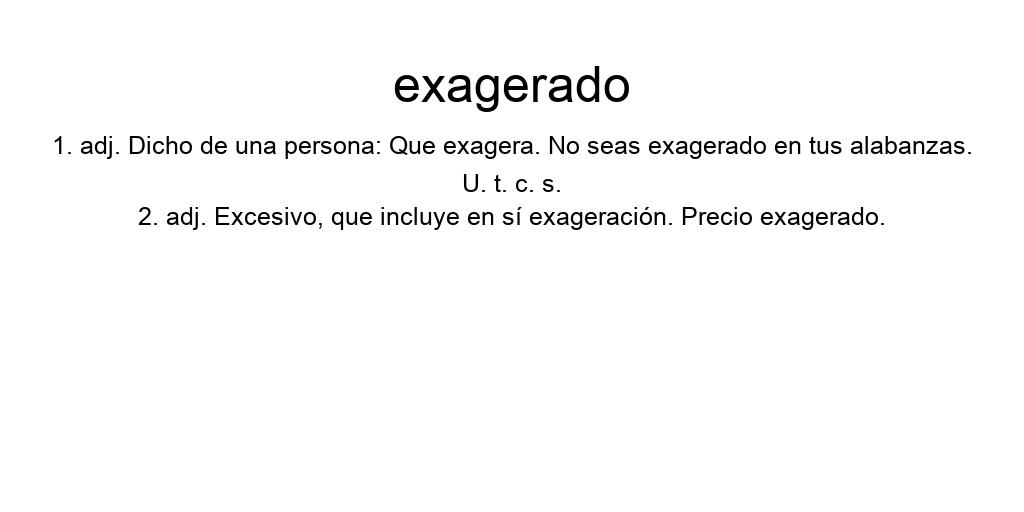 exagerado
1. adj. Dicho de una persona: Que exagera. No seas exagerado en tus alabanzas.
U. t. c. s.
2. adj. Excesivo, que incluye en sí exageración. Precio exagerado.